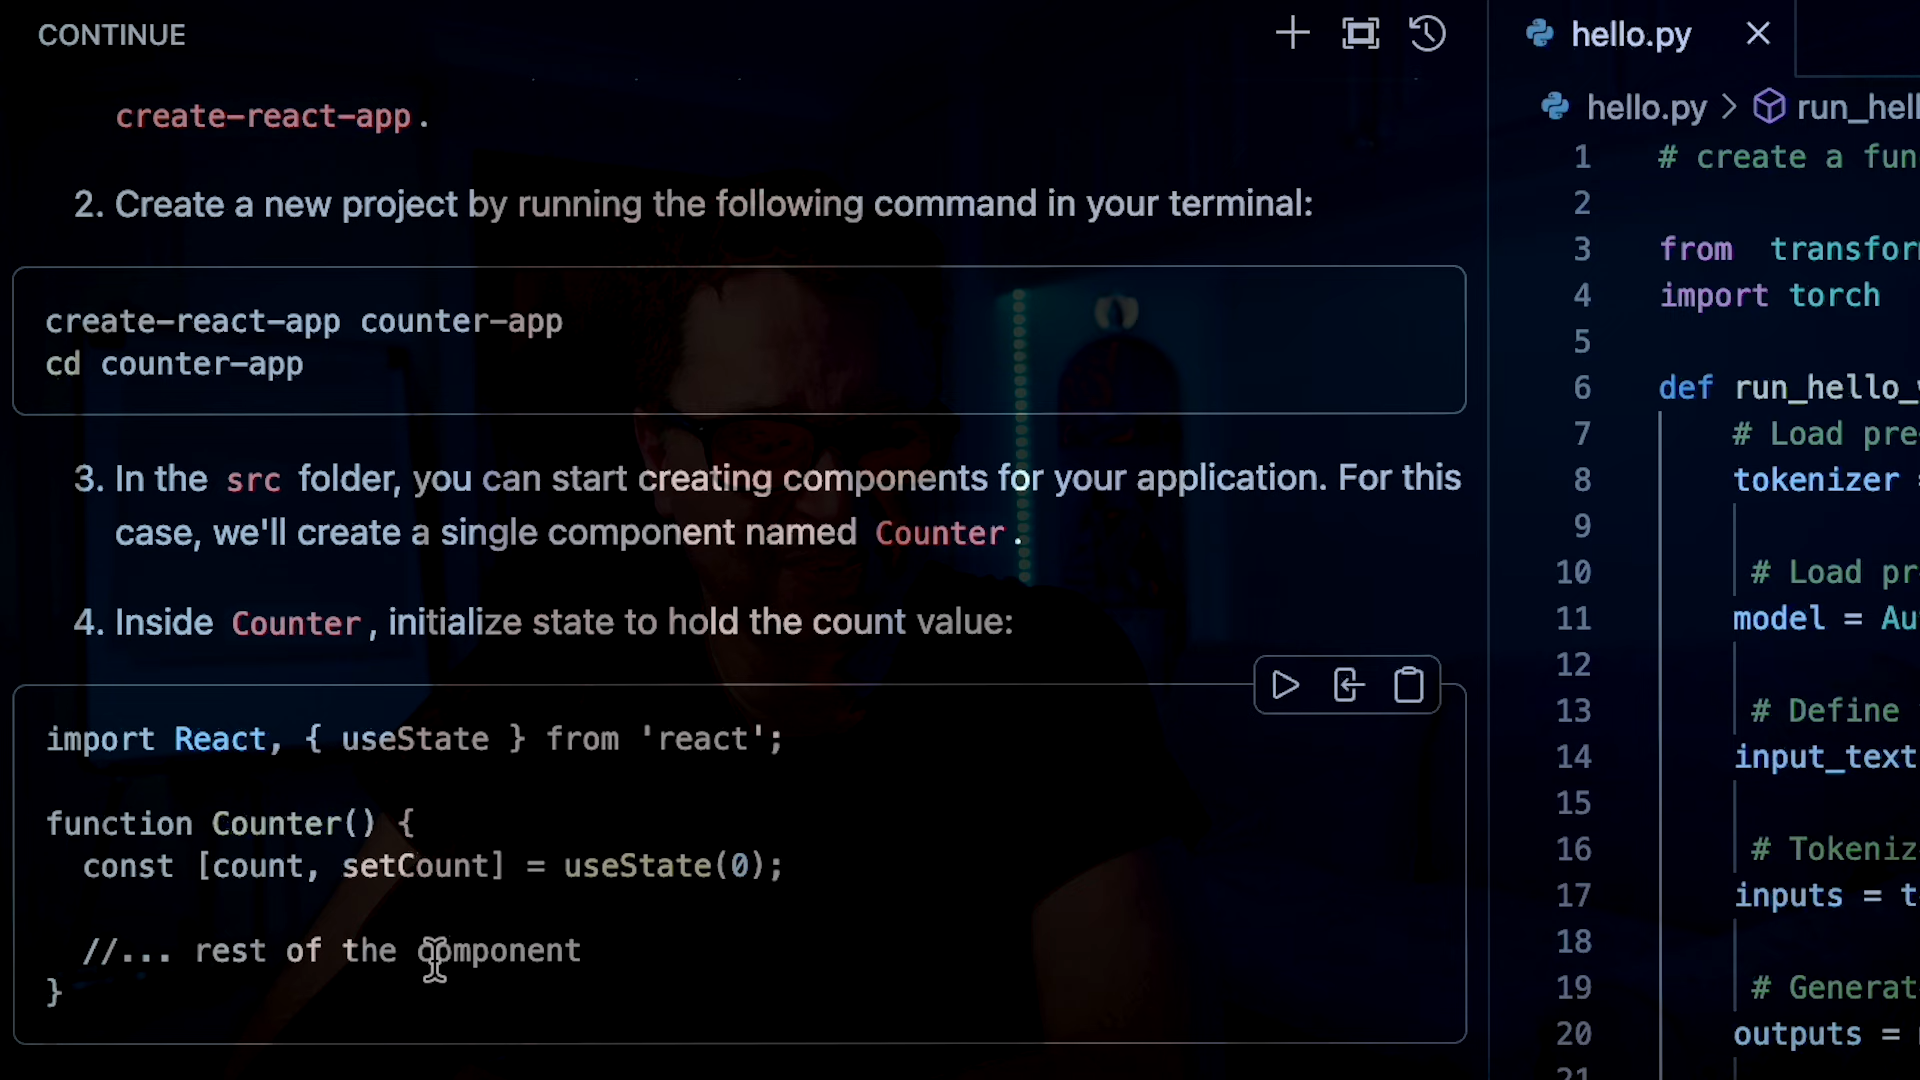 CONTINUE
create-react-app.
2. Create a new project by running the following command in your terminal:
create-react-app counter-app
cd counter-app
3. In the src folder, you can start creating components for your application. For this
case, we'll create a single component named Counter.
4. Inside Counter, initialize state to hold the count value:
import React, { useState } from 'react';
function Counter() {
const [count, setCount] = useState(0);
//... rest of the component
}
hello.py
hello.py > run_hell
1 # create a fun
2
3 from transfor
4 import torch
5
6 def run_hello_
7 # Load pre
8 tokenizer =
9
10 # Load pr
11 model = Au
12
13 # Define
14 input_text
15
16 # Tokeniz
17 inputs = t
18
19 # Generat
20 outputs =
21